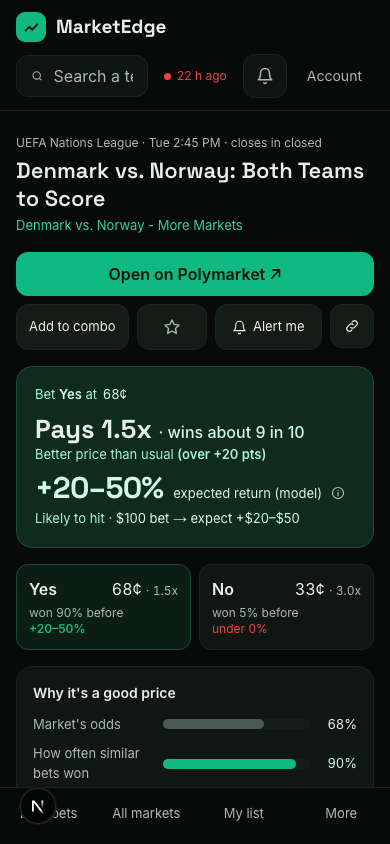 MarketEdge
Search a te
22 h ago
Account
UEFA Nations League · Tue 2:45 PM · closes in closed
Denmark vs. Norway: Both Teams
to Score
Denmark vs. Norway - More Markets
Open on Polymarket ↗
Add to combo
Alert me
Bet Yes at 68¢
Pays 1.5x · wins about 9 in 10
Better price than usual (over +20 pts)
+20–50% expected return (model)
Likely to hit · $100 bet → expect +$20–$50
Yes 68¢ · 1.5x
won 90% before
+20–50%
No 33¢ · 3.0x
won 5% before
under 0%
Why it's a good price
Market's odds 68%
How often similar
bets won 90%
N
bets
All markets
My list
More